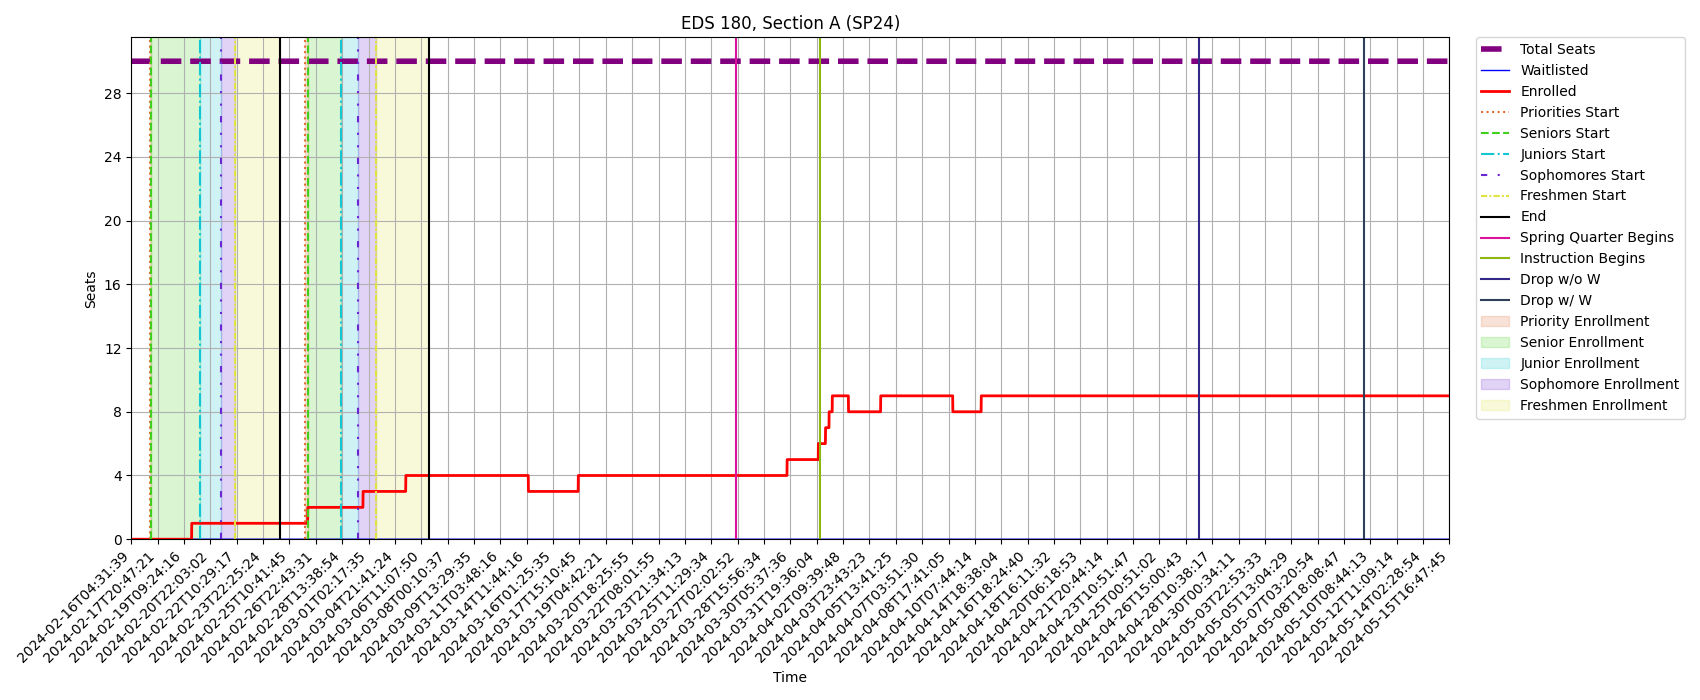 EDS 180, Section A (SP24)
Seats
28
24
20
16
12
8
4
0
2024-02-16T04:31:39
2024-02-17T20:47:21
2024-02-19T09:24:16
2024-02-20T22:03:02
2024-02-22T10:29:17
2024-02-23T22:25:24
2024-02-25T10:41:45
2024-02-26T22:43:31
2024-02-28T13:38:54
2024-03-01T02:17:35
2024-03-04T21:41:24
2024-03-06T11:07:50
2024-03-08T00:10:37
2024-03-09T13:29:35
2024-03-11T03:48:16
2024-03-14T11:44:16
2024-03-16T01:25:35
2024-03-17T15:10:45
2024-03-19T04:42:21
2024-03-20T18:25:55
2024-03-22T08:01:55
2024-03-23T21:34:13
2024-03-25T11:29:34
2024-03-27T02:02:52
2024-03-28T15:56:34
2024-03-30T05:37:36
2024-03-31T19:36:04
2024-04-02T09:39:48
2024-04-03T23:43:23
2024-04-05T13:41:25
2024-04-07T03:51:30
2024-04-08T17:41:05
2024-04-10T07:44:14
2024-04-14T18:38:04
2024-04-16T18:24:40
2024-04-18T16:11:32
2024-04-20T06:18:53
2024-04-21T20:44:14
2024-04-23T10:51:47
2024-04-25T00:51:02
2024-04-26T15:00:43
2024-04-28T10:38:17
2024-04-30T00:34:11
2024-05-03T22:53:33
2024-05-05T13:04:29
2024-05-07T03:20:54
2024-05-08T18:08:47
2024-05-10T08:44:13
2024-05-12T11:09:14
2024-05-14T02:28:54
2024-05-15T16:47:45
Time
Total Seats
Waitlisted
Enrolled
Priorities Start
Seniors Start
Juniors Start
Sophomores Start
Freshmen Start
End
Spring Quarter Begins
Instruction Begins
Drop w/o W
Drop w/ W
Priority Enrollment
Senior Enrollment
Junior Enrollment
Sophomore Enrollment
Freshmen Enrollment